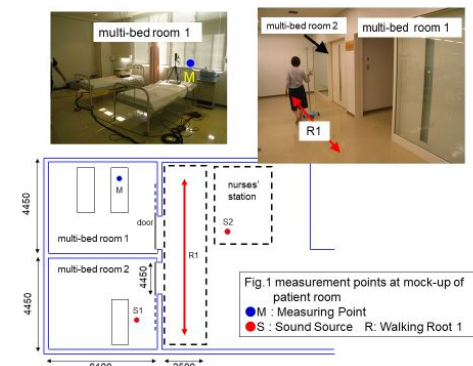 multi-bed room 1
M
multi-bed room 2
multi-bed room 1
R1
4450
M
multi-bed room 1
door
R1
nurses'
station
S2
4450
multi-bed room 2
4450
S1
Fig.1 measurement points at mock-up of
patient room
M : Measuring Point
S : Sound Source R: Walking Root 1